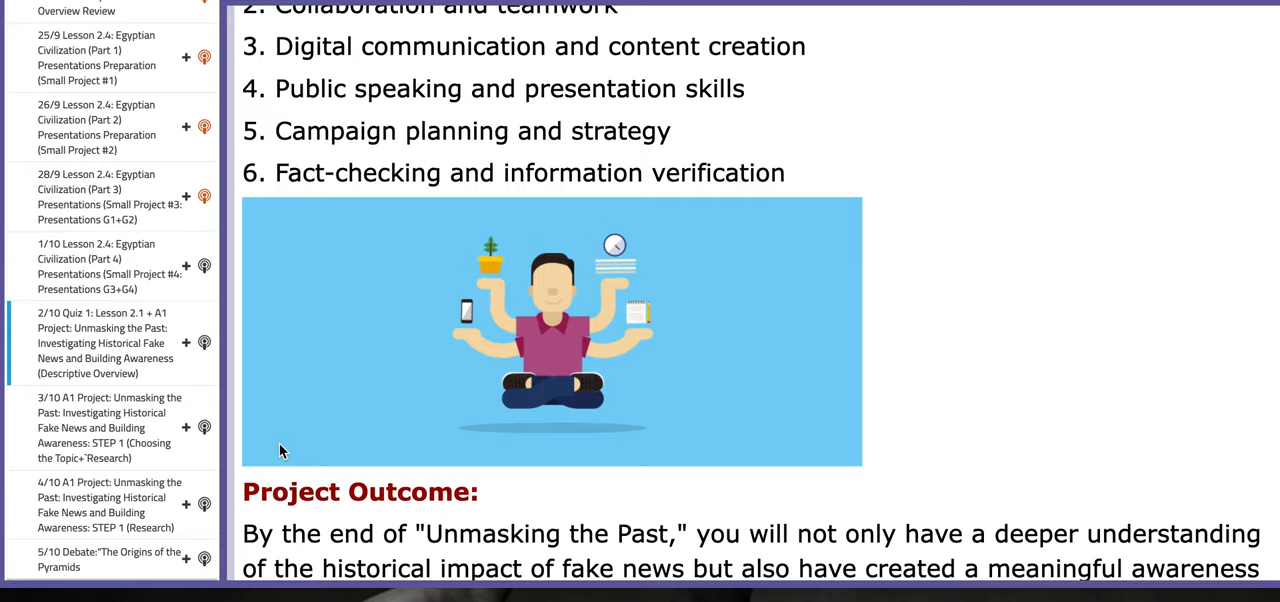 Overview Review
25/9 Lesson 2.4: Egyptian
Civilization (Part 1)
Presentations Preparation
(Small Project #1)
26/9 Lesson 2.4: Egyptian
Civilization (Part 2)
Presentations Preparation
(Small Project #2)
28/9 Lesson 2.4: Egyptian
Civilization (Part 3)
Presentations (Small Project #3:
Presentations G1+G2)
1/10 Lesson 2.4: Egyptian
Civilization (Part 4)
Presentations (Small Project #4:
Presentations G3+G4)
2/10 Quiz 1: Lesson 2.1 + A1
Project: Unmasking the Past:
Investigating Historical Fake
News and Building Awareness
(Descriptive Overview)
3/10 A1 Project: Unmasking the
Past: Investigating Historical
Fake News and Building
Awareness: STEP 1 (Choosing
the Topic+`Research)
4/10 A1 Project: Unmasking the
Past: Investigating Historical
Fake News and Building
Awareness: STEP 1 (Research)
5/10 Debate:"The Origins of the
Pyramids
2. Collaboration and teamwork
3. Digital communication and content creation
4. Public speaking and presentation skills
5. Campaign planning and strategy
6. Fact-checking and information verification
Project Outcome:
By the end of "Unmasking the Past," you will not only have a deeper understanding
of the historical impact of fake news but also have created a meaningful awareness